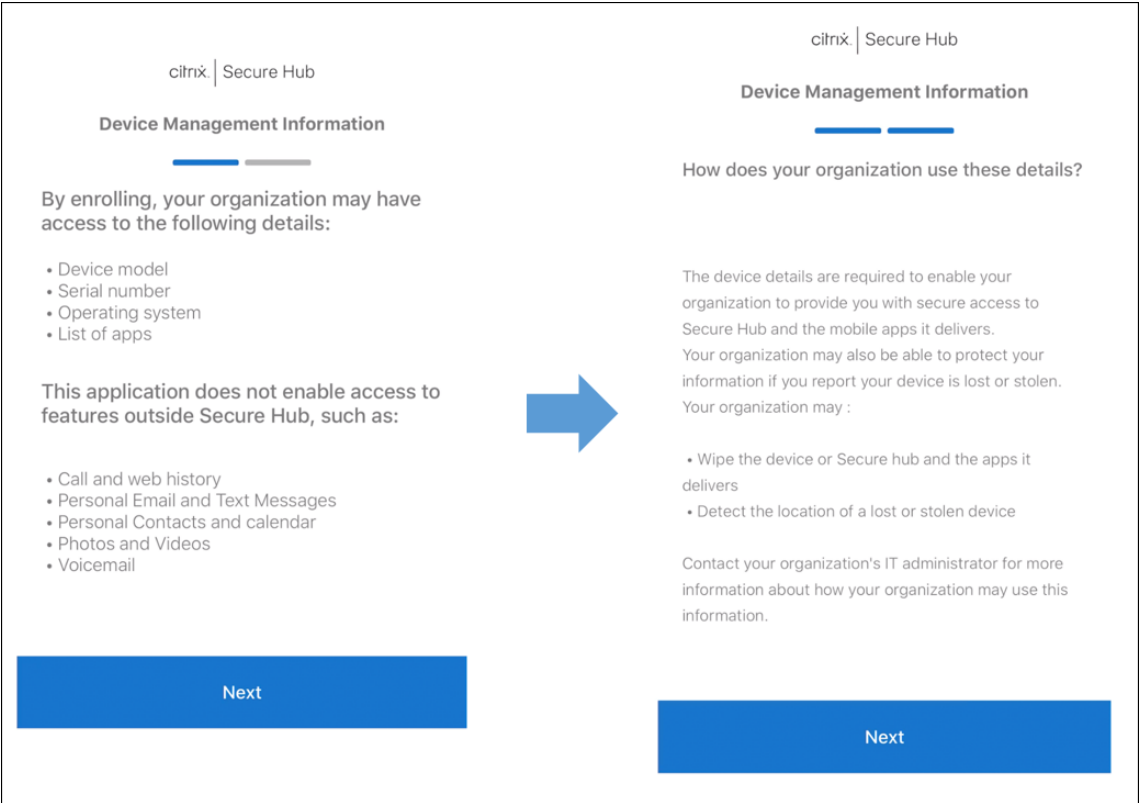 citrix. | Secure Hub
Device Management Information
By enrolling, your organization may have
access to the following details:
• Device model
• Serial number
• Operating system
• List of apps
This application does not enable access to
features outside Secure Hub, such as:
• Call and web history
• Personal Email and Text Messages
• Personal Contacts and calendar
• Photos and Videos
• Voicemail
Next
citrix. | Secure Hub
Device Management Information
How does your organization use these details?
The device details are required to enable your
organization to provide you with secure access to
Secure Hub and the mobile apps it delivers.
Your organization may also be able to protect your
information if you report your device is lost or stolen.
Your organization may :
• Wipe the device or Secure hub and the apps it
delivers
• Detect the location of a lost or stolen device
Contact your organization's IT administrator for more
information about how your organization may use this
information.
Next